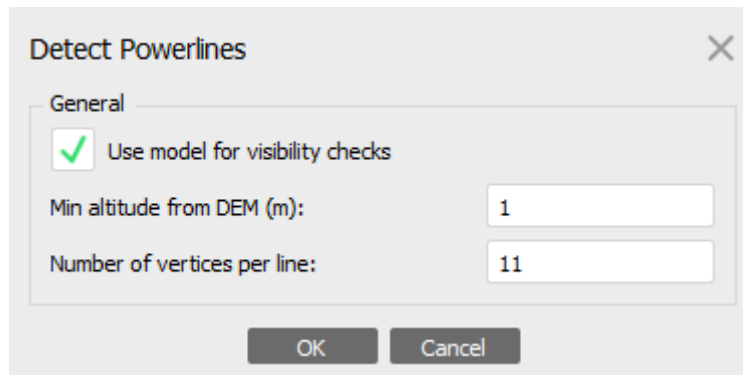 Detect Powerlines
General
Use model for visibility checks
Min altitude from DEM (m): 1
Number of vertices per line: 11
OK Cancel